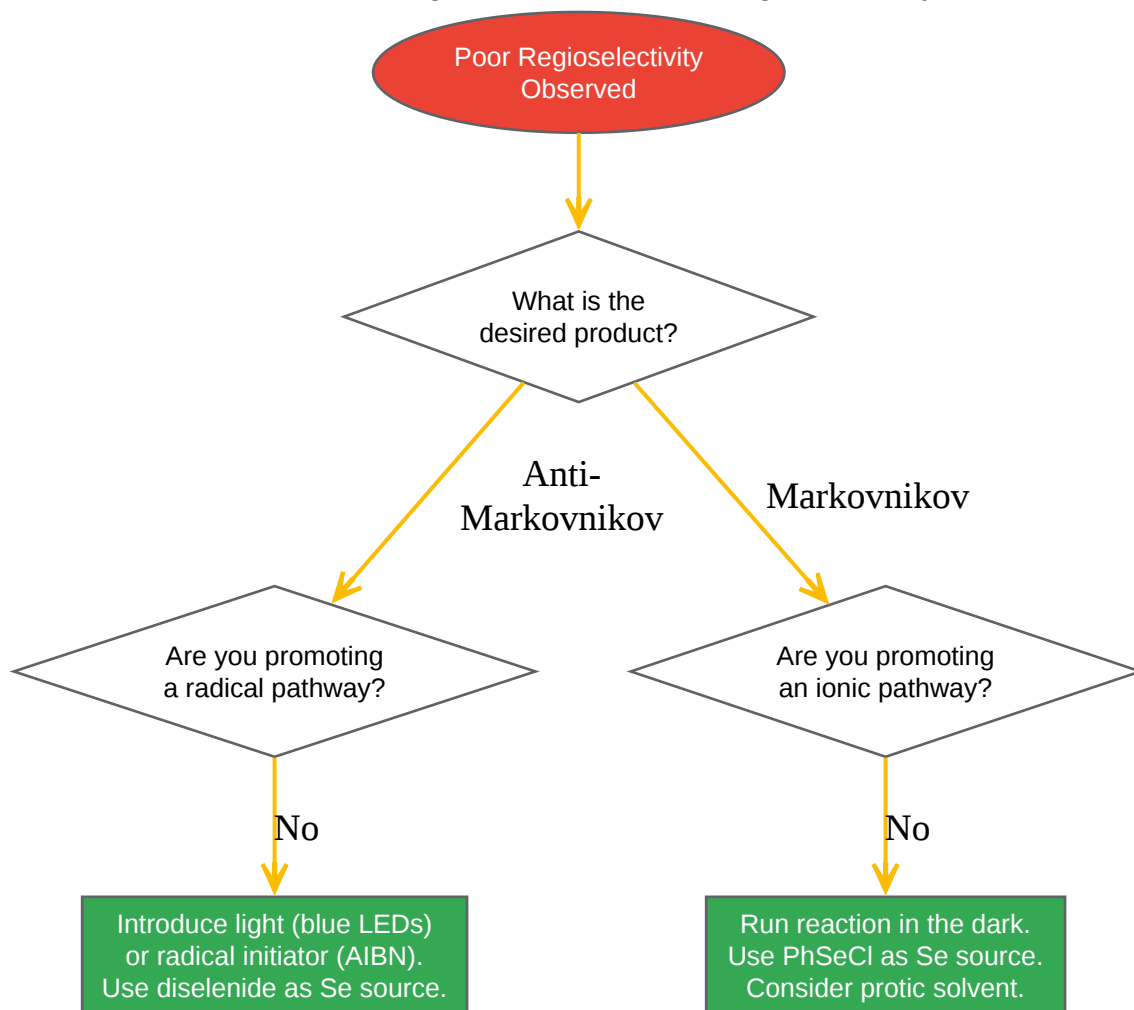 Poor Regioselectivity
Observed
What is the
desired product?
Anti-
Markovnikov
Markovnikov
Are you promoting
a radical pathway?
Are you promoting
an ionic pathway?
No
No
Introduce light (blue LEDs)
or radical initiator (AIBN).
Use diselenide as Se source.
Run reaction in the dark.
Use PhSeCl as Se source.
Consider protic solvent.